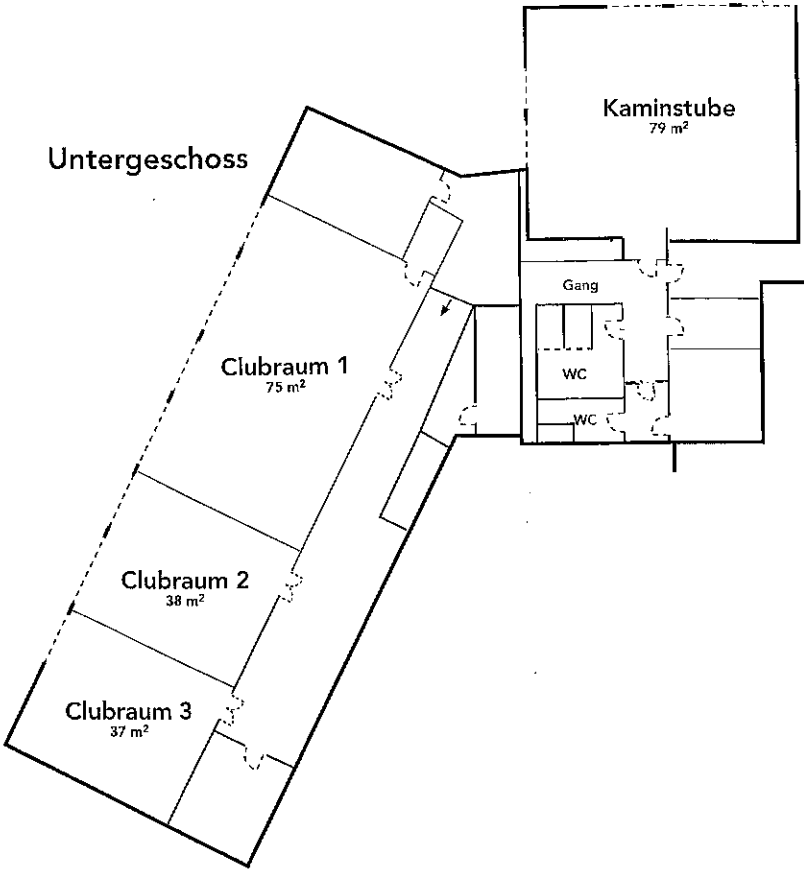 Kaminstube
79 m²
Untergeschoss
Gang
Clubraum 1
75 m²
WC
WC
Clubraum 2
38 m²
Clubraum 3
37 m²